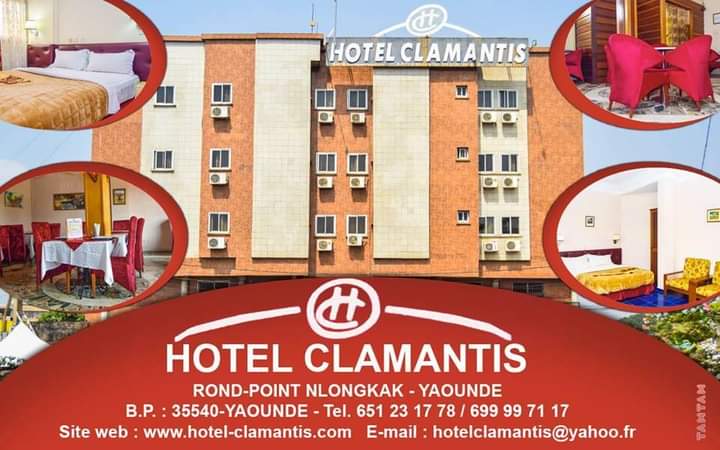 HOTEL CLAMANTIS
HOTEL CLAMANTIS
ROND-POINT NLONGKAK - YAOUNDE
B.P. : 35540-YAOUNDE - Tel. 651 23 17 78 / 699 99 71 17
Site web : www.hotel-clamantis.com E-mail : hotelclamantis@yahoo.fr
TAMTAM